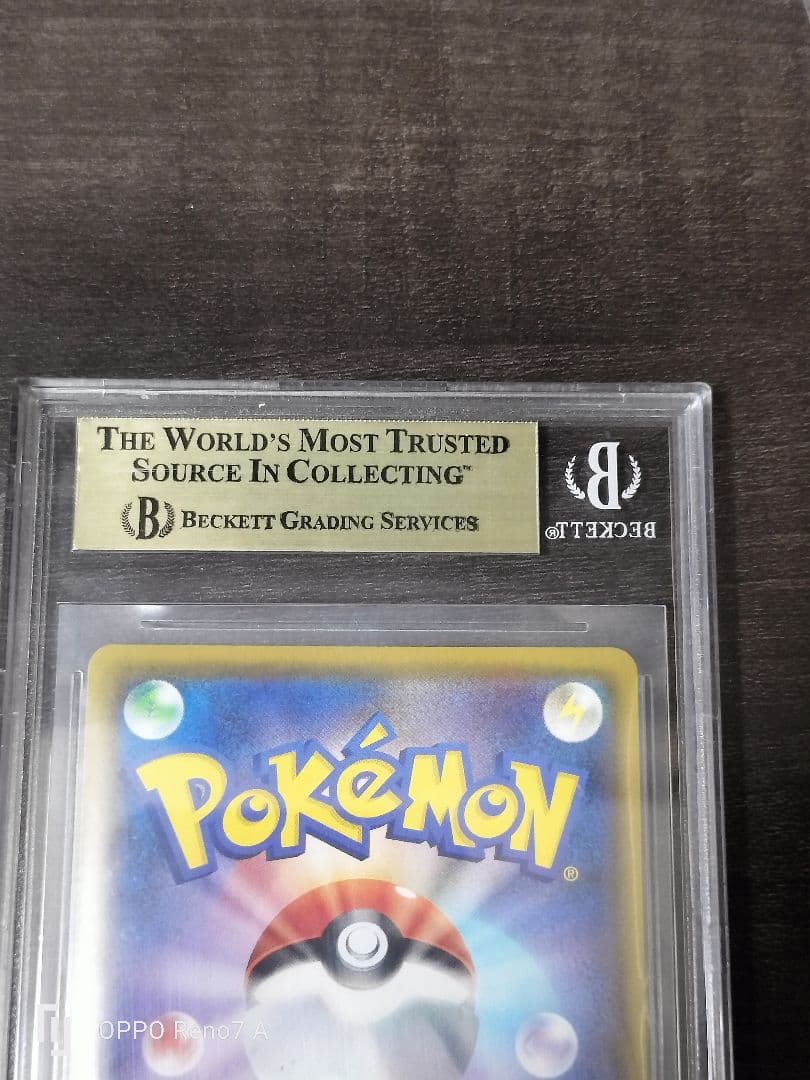 THE WORLD'S MOST TRUSTED
SOURCE IN COLLECTING™
B BECKETT GRADING SERVICES
B
BECKETT®
POKéMON®
OPPO Reno7 A